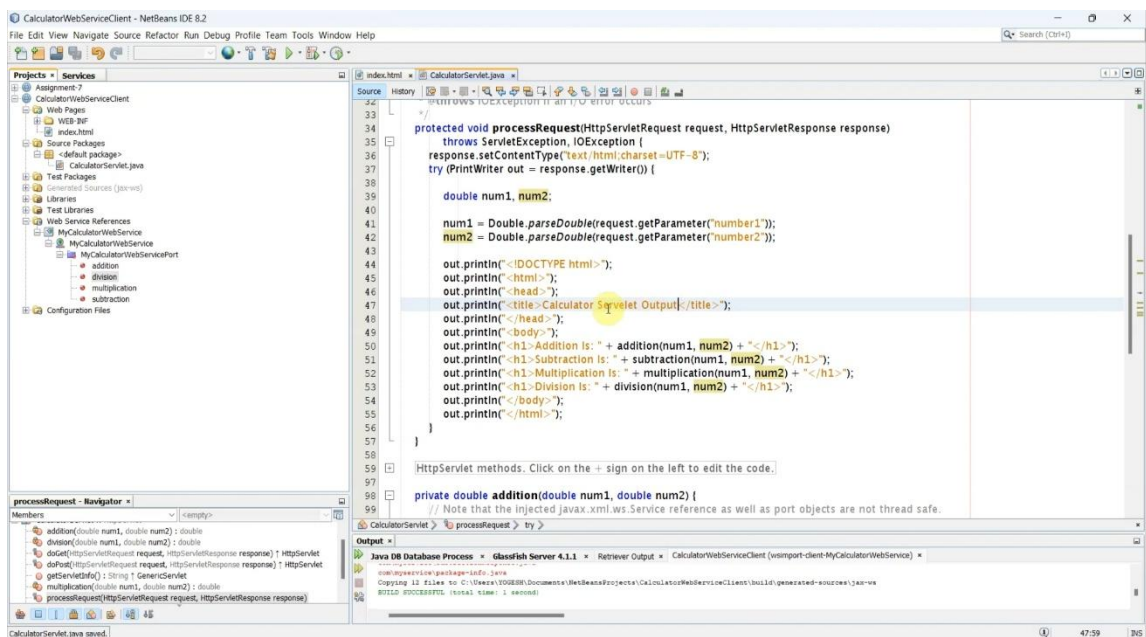 CalculatorWebServiceClient - NetBeans IDE 8.2
File Edit View Navigate Source Refactor Run Debug Profile Team Tools Window Help
Search (Ctrl+I)
Projects × Services
Assignment-7
CalculatorWebServiceClient
Web Pages
WEB-INF
index.html
Source Packages
<default package>
CalculatorServlet.java
Test Packages
Generated Sources (jax-ws)
Libraries
Test Libraries
Web Service References
MyCalculatorWebService
MyCalculatorWebService
MyCalculatorWebServicePort
addition
division
multiplication
subtraction
Configuration Files
index.html × CalculatorServlet.java ×
Source History
32 * @throws IOException if an I/O error occurs
33 */
34 protected void processRequest(HttpServletRequest request, HttpServletResponse response)
35 throws ServletException, IOException {
36 response.setContentType("text/html;charset=UTF-8");
37 try (PrintWriter out = response.getWriter()) {
38
39 double num1, num2;
40
41 num1 = Double.parseDouble(request.getParameter("number1"));
42 num2 = Double.parseDouble(request.getParameter("number2"));
43
44 out.println("<!DOCTYPE html>");
45 out.println("<html>");
46 out.println("<head>");
47 out.println("<title>Calculator Servelet Output</title>");
48 out.println("</head>");
49 out.println("<body>");
50 out.println("<h1>Addition Is: " + addition(num1, num2) + "</h1>");
51 out.println("<h1>Subtraction Is: " + subtraction(num1, num2) + "</h1>");
52 out.println("<h1>Multiplication Is: " + multiplication(num1, num2) + "</h1>");
53 out.println("<h1>Division Is: " + division(num1, num2) + "</h1>");
54 out.println("</body>");
55 out.println("</html>");
56 }
57 }
58
59 HttpServlet methods. Click on the + sign on the left to edit the code.
97
98 private double addition(double num1, double num2) {
99 // Note that the injected javax.xml.ws.Service reference as well as port objects are not thread safe.
CalculatorServlet > processRequest > try >
processRequest - Navigator ×
Members <empty>
addition(double num1, double num2) : double
division(double num1, double num2) : double
doGet(HttpServletRequest request, HttpServletResponse response) ↑ HttpServlet
doPost(HttpServletRequest request, HttpServletResponse response) ↑ HttpServlet
getServletInfo() : String ↑ GenericServlet
multiplication(double num1, double num2) : double
processRequest(HttpServletRequest request, HttpServletResponse response)
Output ×
Java DB Database Process × GlassFish Server 4.1.1 × Retriever Output × CalculatorWebServiceClient (wsimport-client-MyCalculatorWebService) ×
com\myservice\package-info.java
Copying 12 files to C:\Users\YOGESH\Documents\NetBeansProjects\CalculatorWebServiceClient\build\generated-sources\jax-ws
BUILD SUCCESSFUL (total time: 1 second)
CalculatorServlet.java saved. 47:59 INS